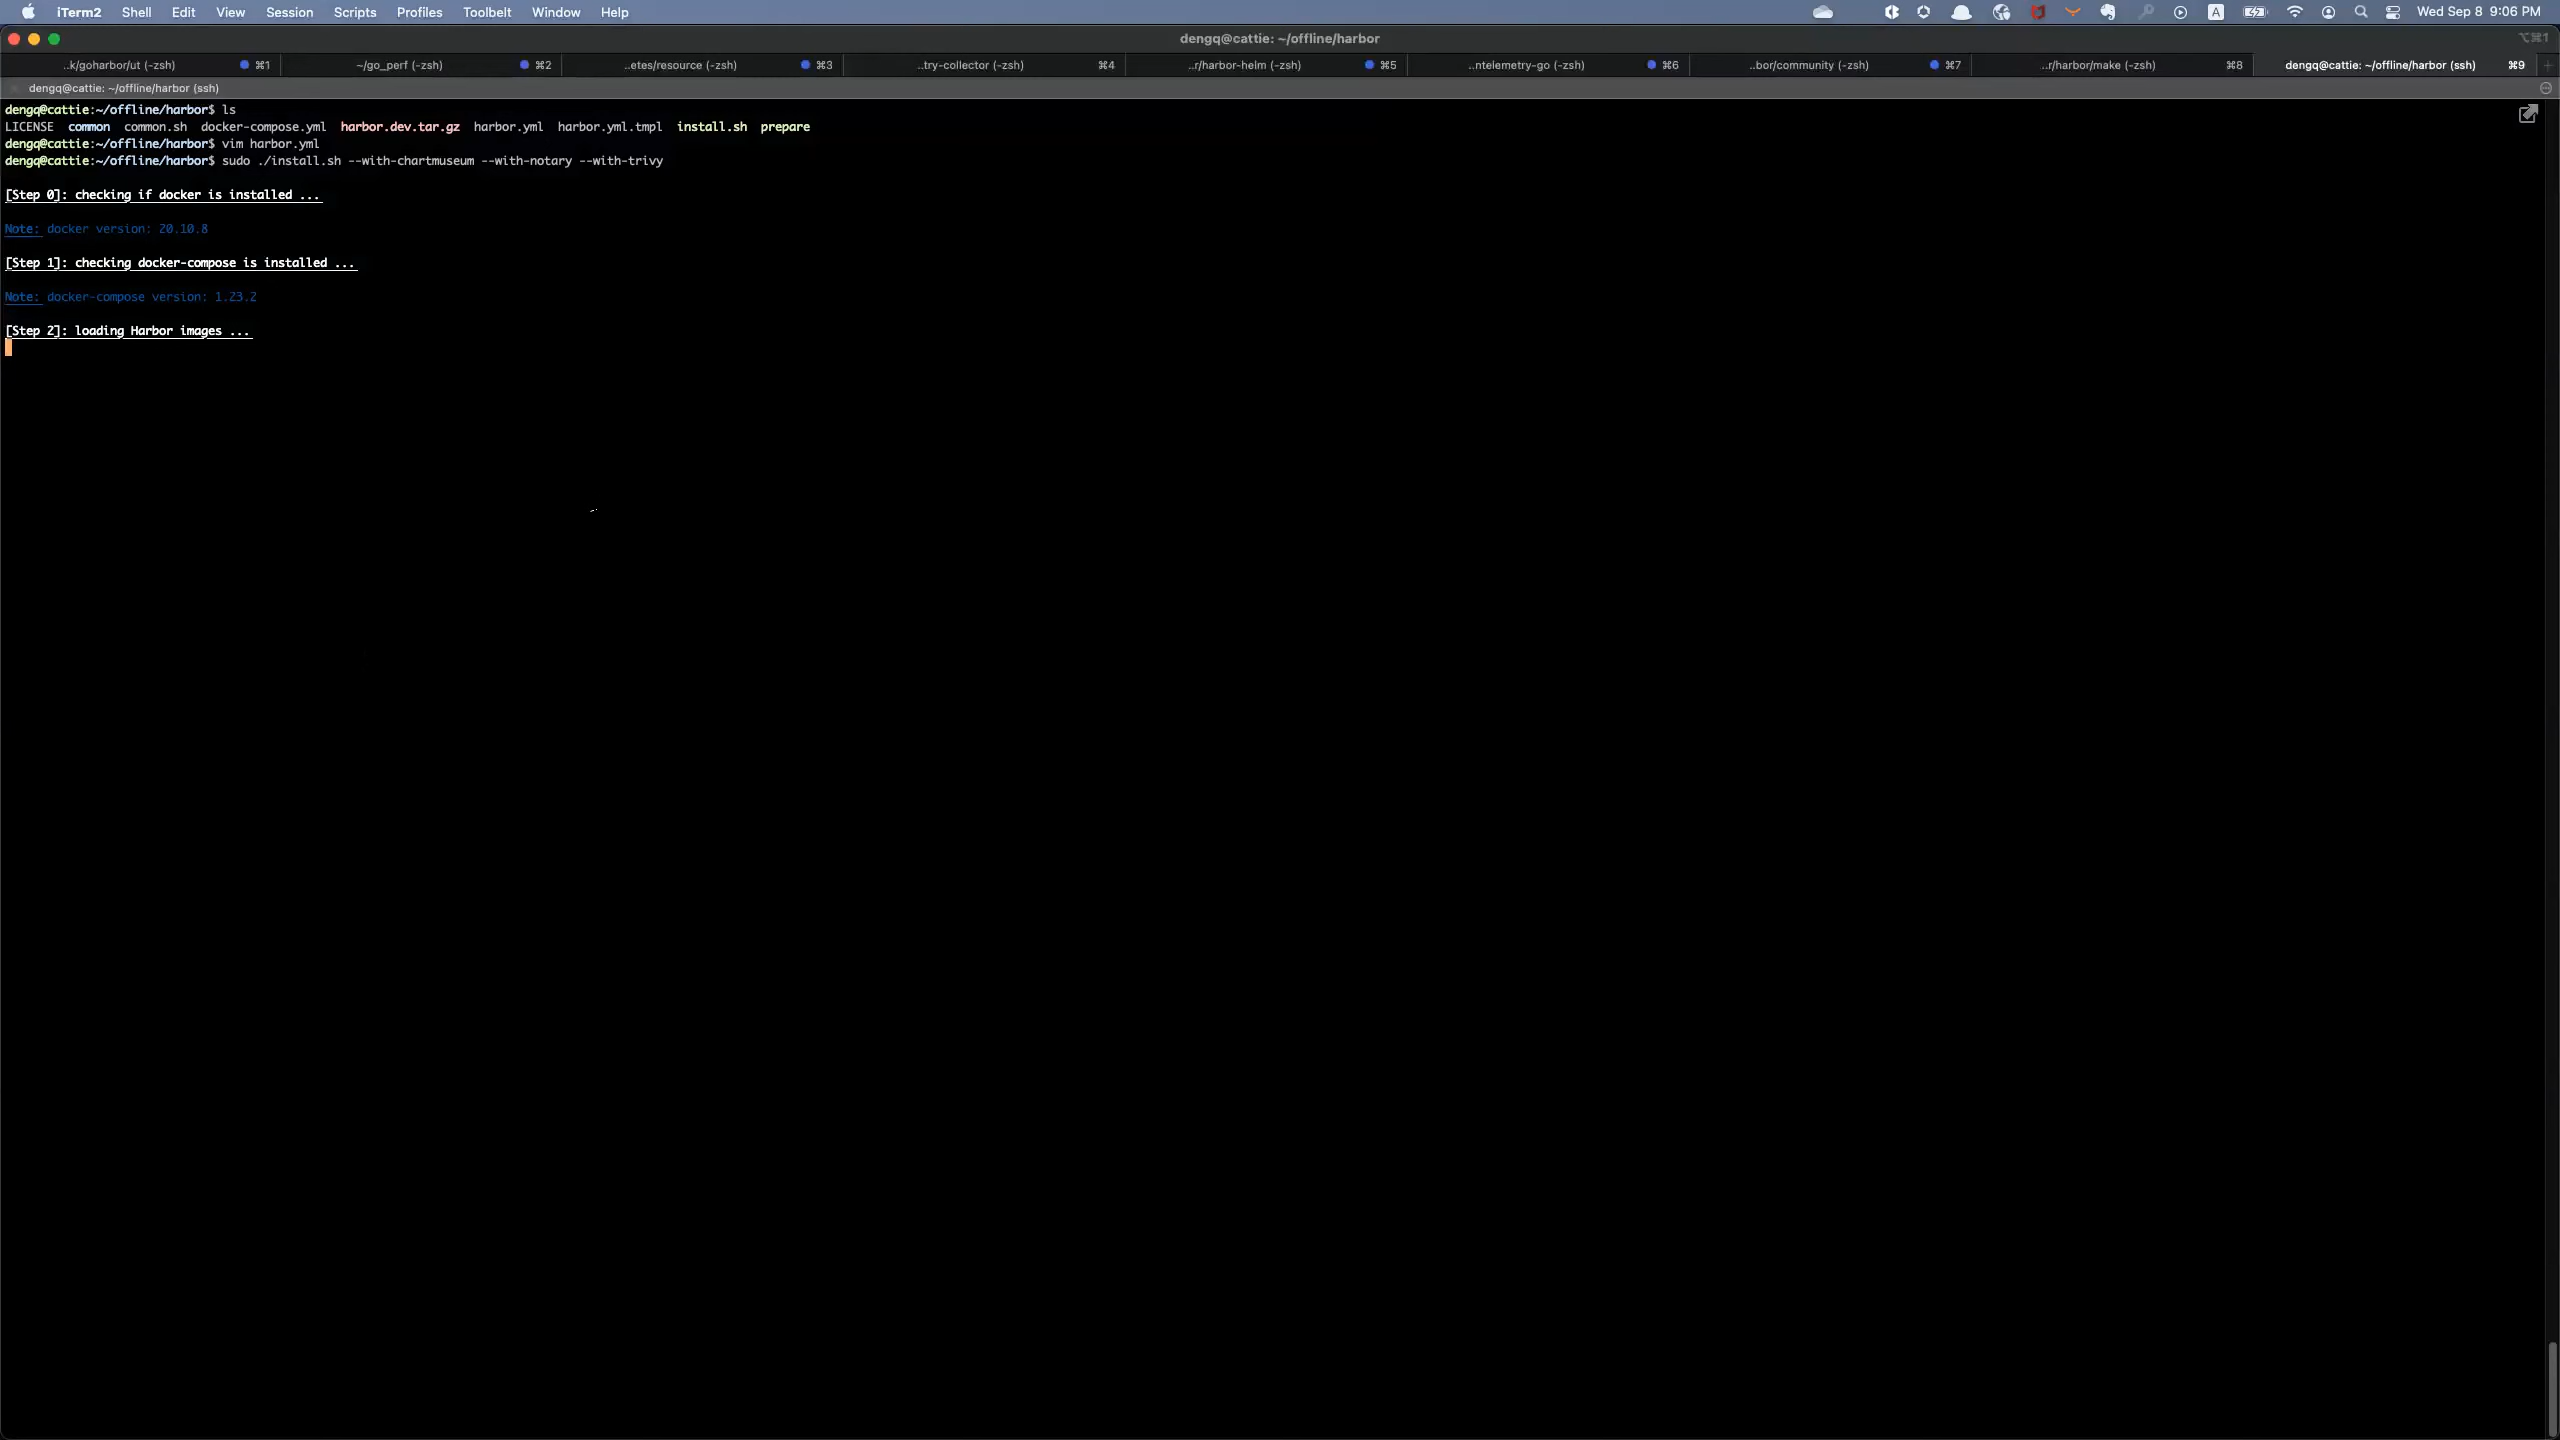 iTerm2 Shell Edit View Session Scripts Profiles Toolbelt Window Help A Wed Sep 8 9:06 PM
dengq@cattie: ~/offline/harbor ⌥⌘1
..k/goharbor/ut (-zsh) ⌘1 ~/go_perf (-zsh) ⌘2 ..etes/resource (-zsh) ⌘3 ..try-collector (-zsh) ⌘4 ..r/harbor-helm (-zsh) ⌘5 ..ntelemetry-go (-zsh) ⌘6 ..bor/community (-zsh) ⌘7 ..r/harbor/make (-zsh) ⌘8 dengq@cattie: ~/offline/harbor (ssh) ⌘9
dengq@cattie: ~/offline/harbor (ssh)
dengq@cattie:~/offline/harbor$ ls
LICENSE common common.sh docker-compose.yml harbor.dev.tar.gz harbor.yml harbor.yml.tmpl install.sh prepare
dengq@cattie:~/offline/harbor$ vim harbor.yml
dengq@cattie:~/offline/harbor$ sudo ./install.sh --with-chartmuseum --with-notary --with-trivy
[Step 0]: checking if docker is installed ...
Note: docker version: 20.10.8
[Step 1]: checking docker-compose is installed ...
Note: docker-compose version: 1.23.2
[Step 2]: loading Harbor images ...